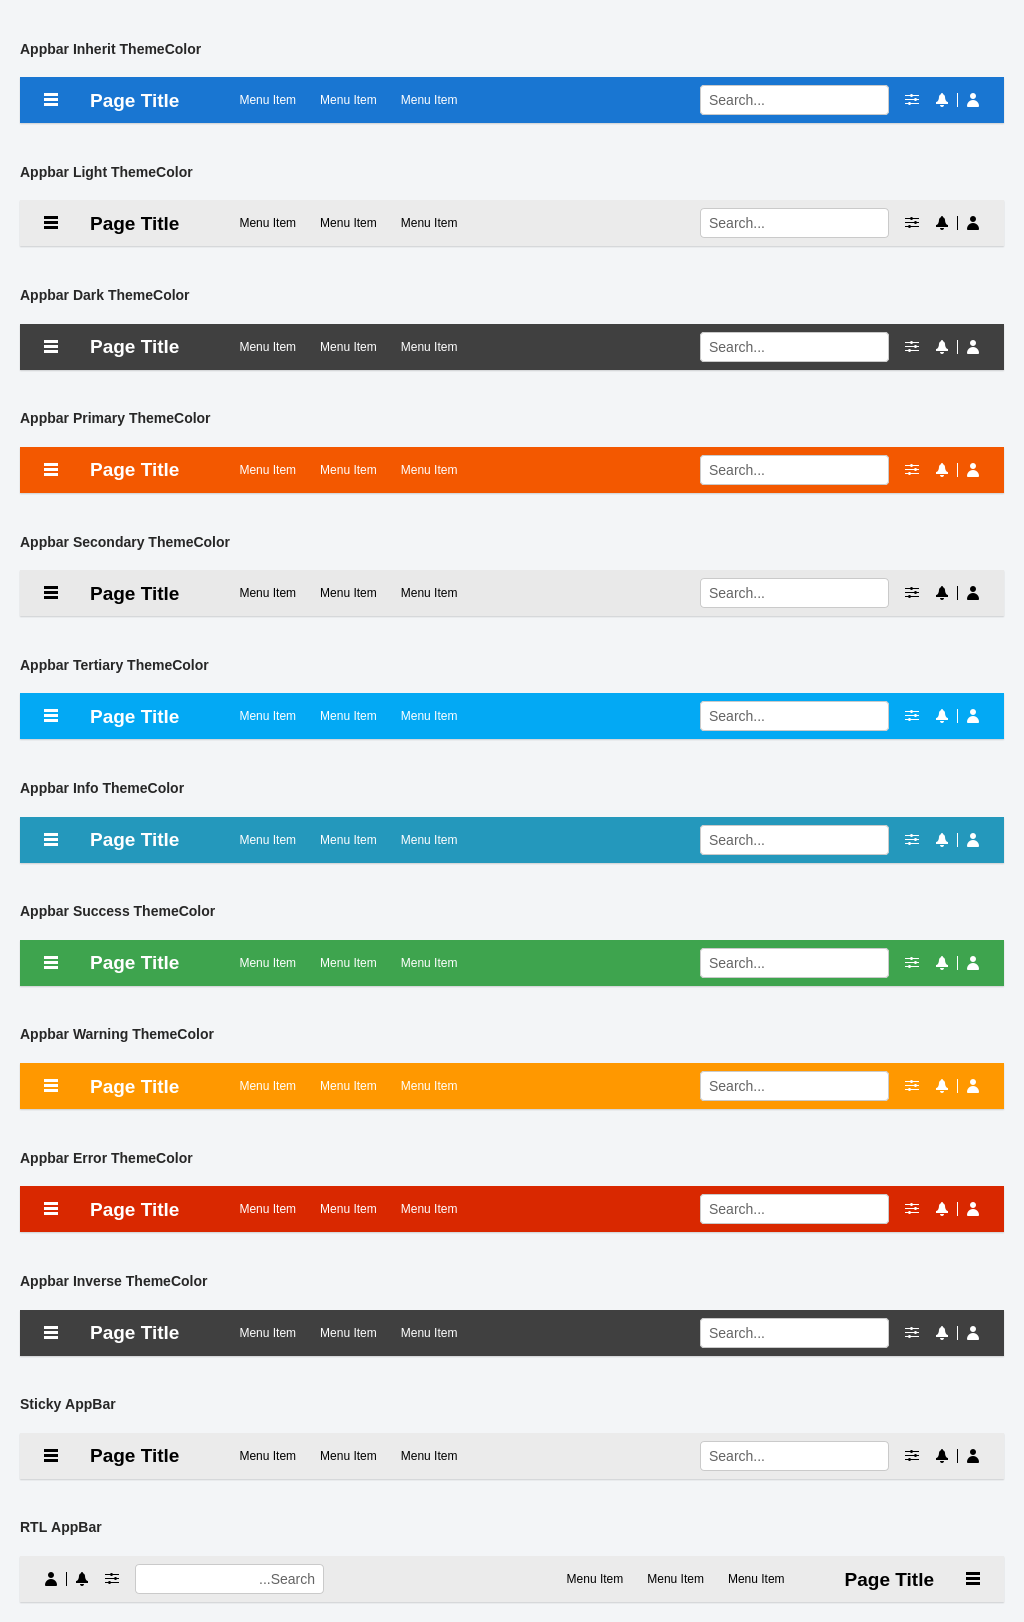 Appbar Inherit ThemeColor
Page Title Menu Item Menu Item Menu Item Search...
Appbar Light ThemeColor
Page Title Menu Item Menu Item Menu Item Search...
Appbar Dark ThemeColor
Page Title Menu Item Menu Item Menu Item Search...
Appbar Primary ThemeColor
Page Title Menu Item Menu Item Menu Item Search...
Appbar Secondary ThemeColor
Page Title Menu Item Menu Item Menu Item Search...
Appbar Tertiary ThemeColor
Page Title Menu Item Menu Item Menu Item Search...
Appbar Info ThemeColor
Page Title Menu Item Menu Item Menu Item Search...
Appbar Success ThemeColor
Page Title Menu Item Menu Item Menu Item Search...
Appbar Warning ThemeColor
Page Title Menu Item Menu Item Menu Item Search...
Appbar Error ThemeColor
Page Title Menu Item Menu Item Menu Item Search...
Appbar Inverse ThemeColor
Page Title Menu Item Menu Item Menu Item Search...
Sticky AppBar
Page Title Menu Item Menu Item Menu Item Search...
RTL AppBar
...Search Menu Item Menu Item Menu Item Page Title